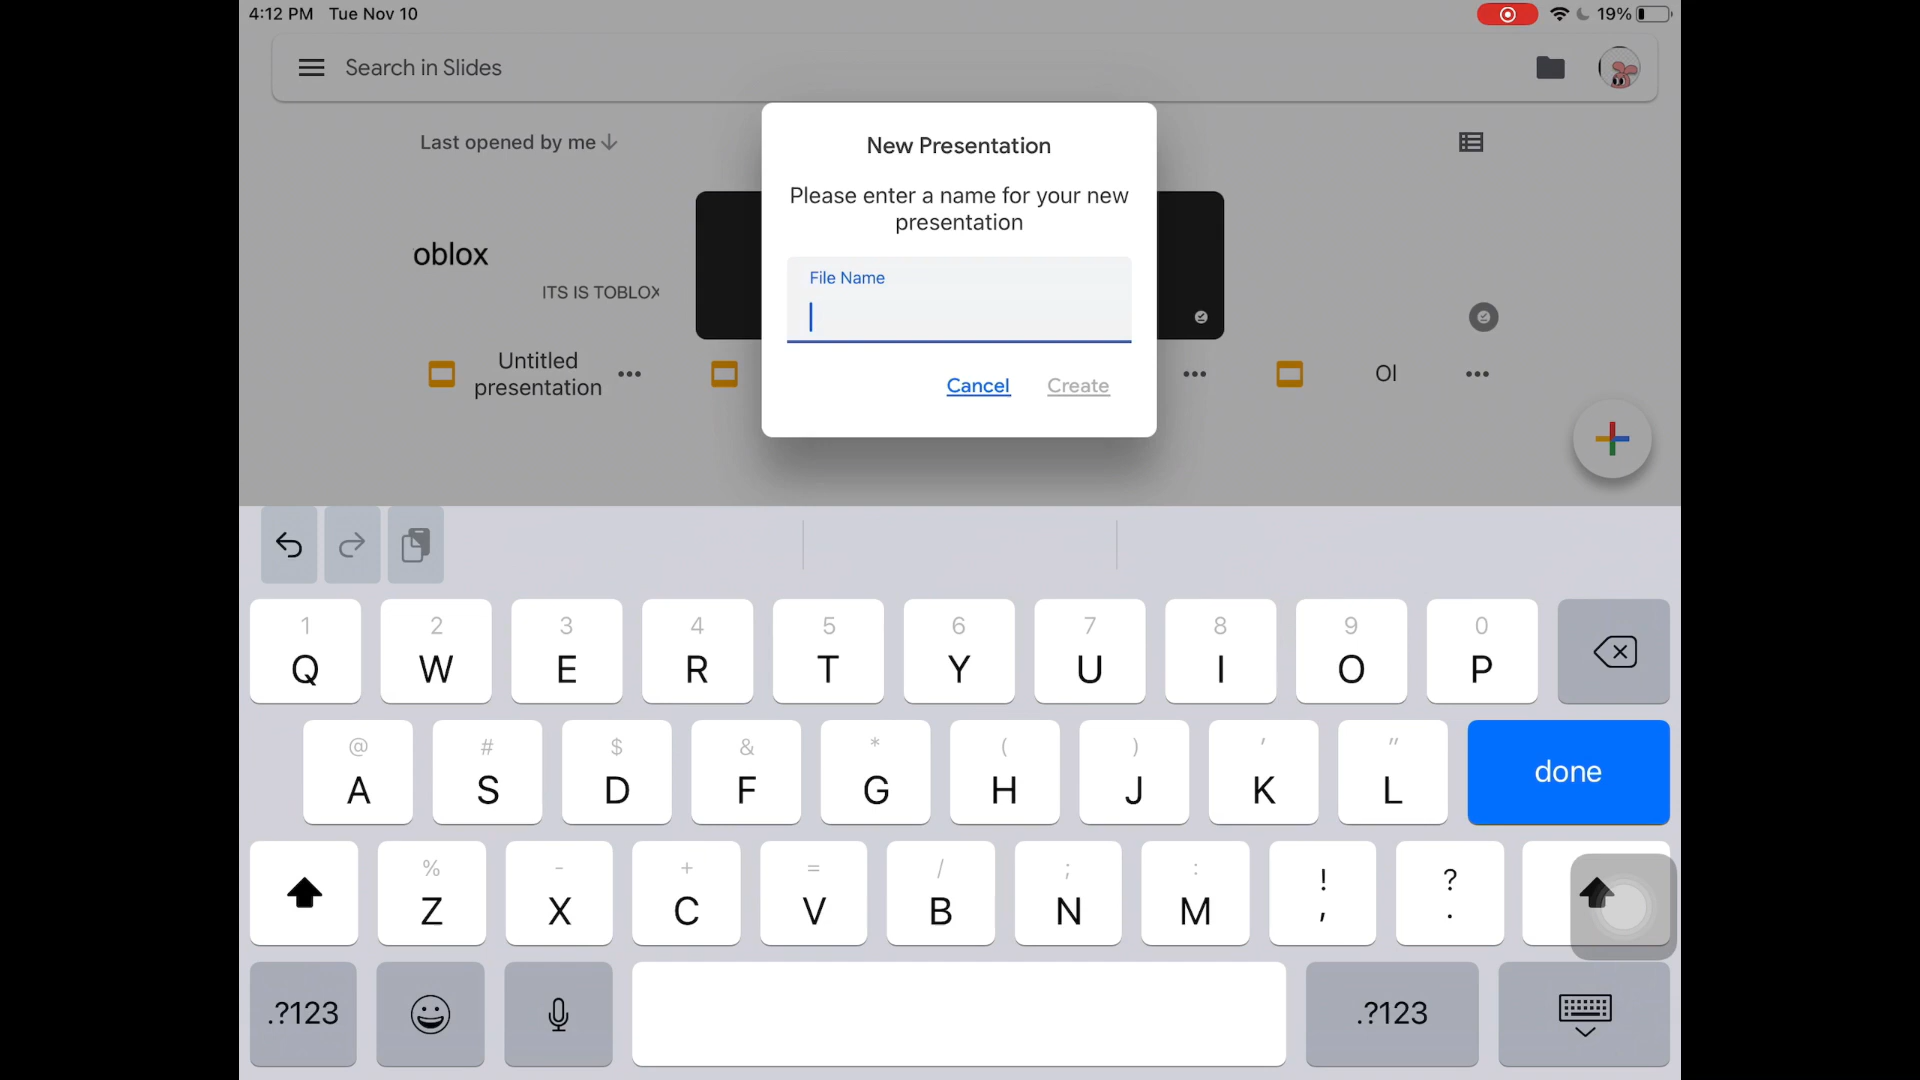 4:12 PM Tue Nov 10
19%
Search in Slides
Last opened by me
New Presentation
Please enter a name for your new
presentation
File Name
Cancel
Create
oblox
ITS IS TOBLOX
Untitled
presentation
Ol
1 2 3 4 5 6 7 8 9 0
Q W E R T Y U I O P
@ # $ & * ( ) ' "
A S D F G H J K L
done
% - + = / ; : ! ?
Z X C V B N M , .
.?123
.?123